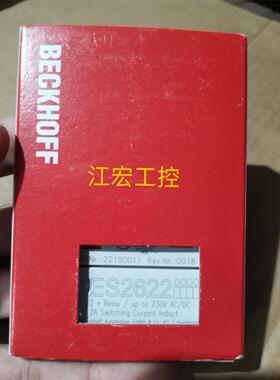 BECKHOFF
江宏工控
Nr.:22190011 Rev.Nr.:0018
ES2622 0000
2 x Relay / up to 230V AC/DC
2A Switching Current Induct.